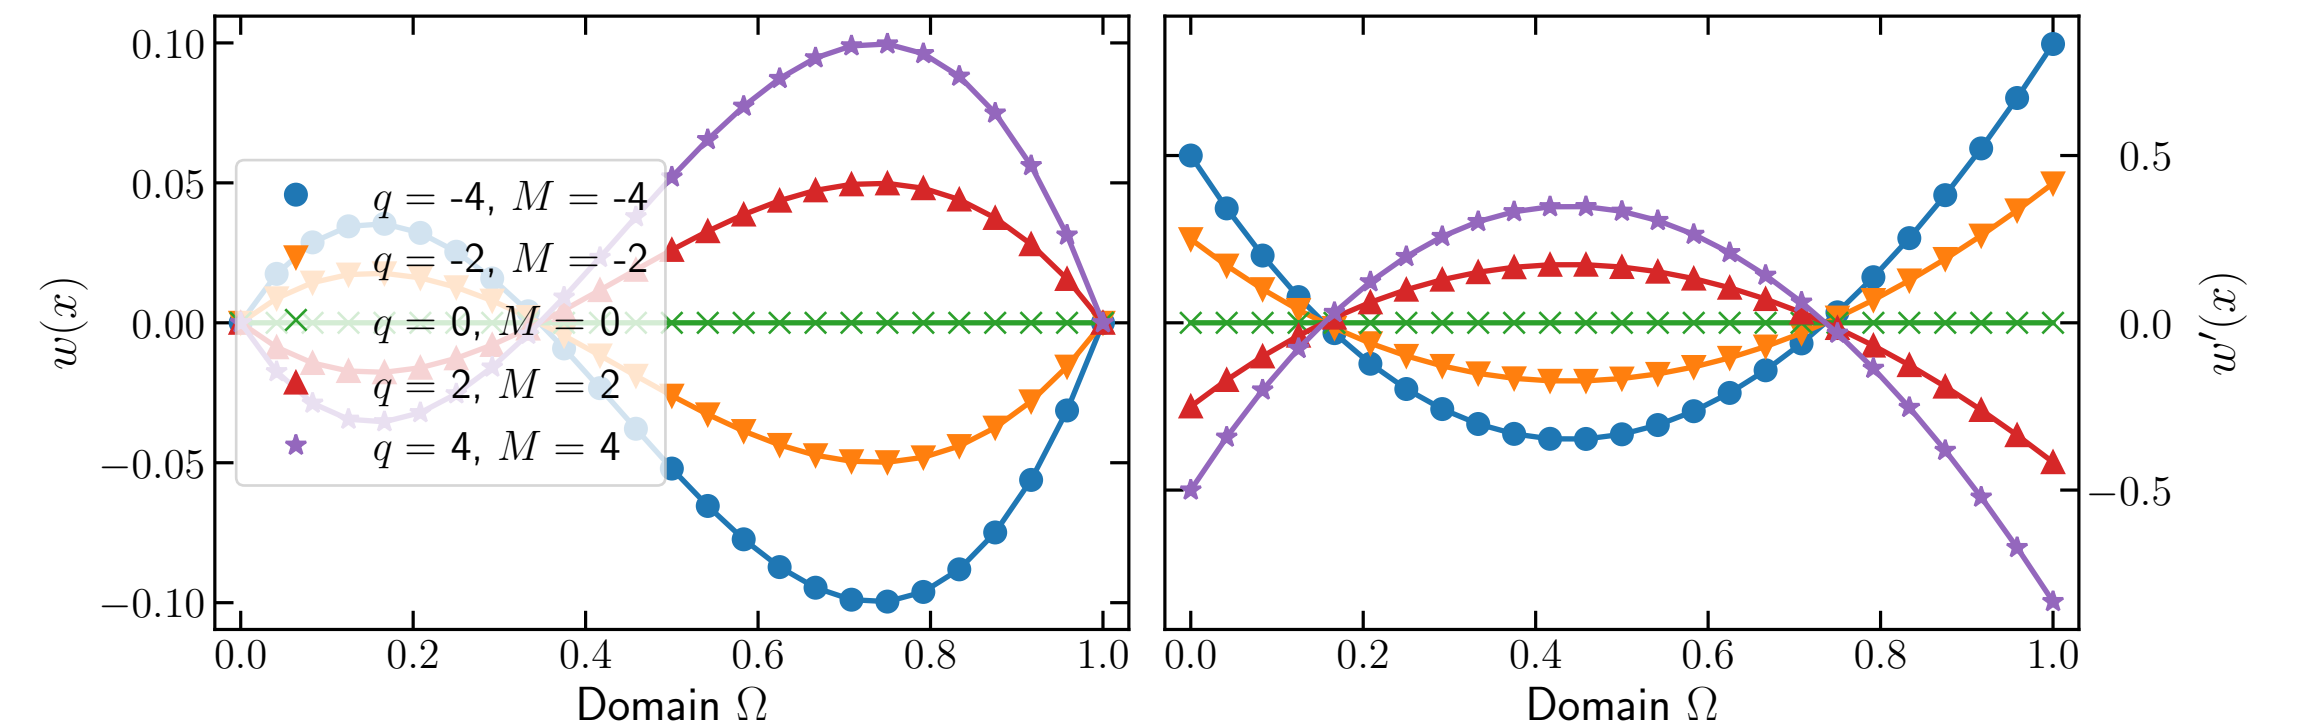 0.10
0.05
0.00
−0.05
−0.10
w(x)
q = -4, M = -4
q = -2, M = -2
q = 0, M = 0
q = 2, M = 2
q = 4, M = 4
0.0 0.2 0.4 0.6 0.8 1.0
Domain Ω
0.5
0.0
−0.5
w′(x)
0.0 0.2 0.4 0.6 0.8 1.0
Domain Ω